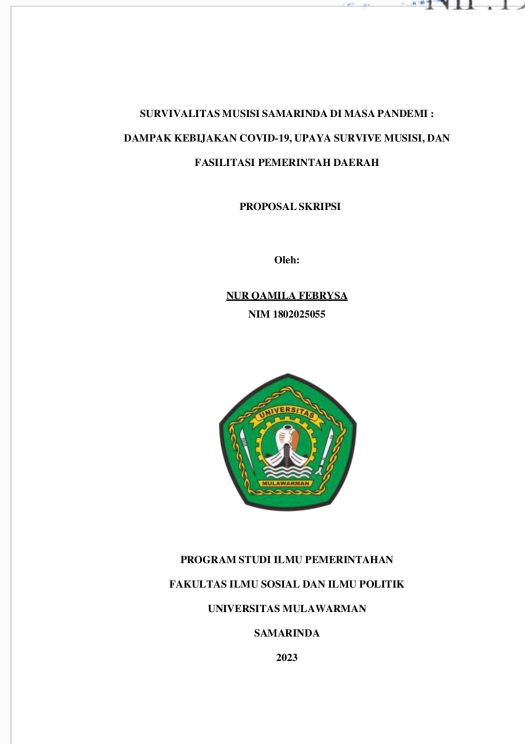 NIP.19
SURVIVALITAS MUSISI SAMARINDA DI MASA PANDEMI :
DAMPAK KEBIJAKAN COVID-19, UPAYA SURVIVE MUSISI, DAN
FASILITASI PEMERINTAH DAERAH
PROPOSAL SKRIPSI
Oleh:
NUR QAMILA FEBRYSA
NIM 1802025055
UNIVERSITAS
MULAWARMAN
PROGRAM STUDI ILMU PEMERINTAHAN
FAKULTAS ILMU SOSIAL DAN ILMU POLITIK
UNIVERSITAS MULAWARMAN
SAMARINDA
2023